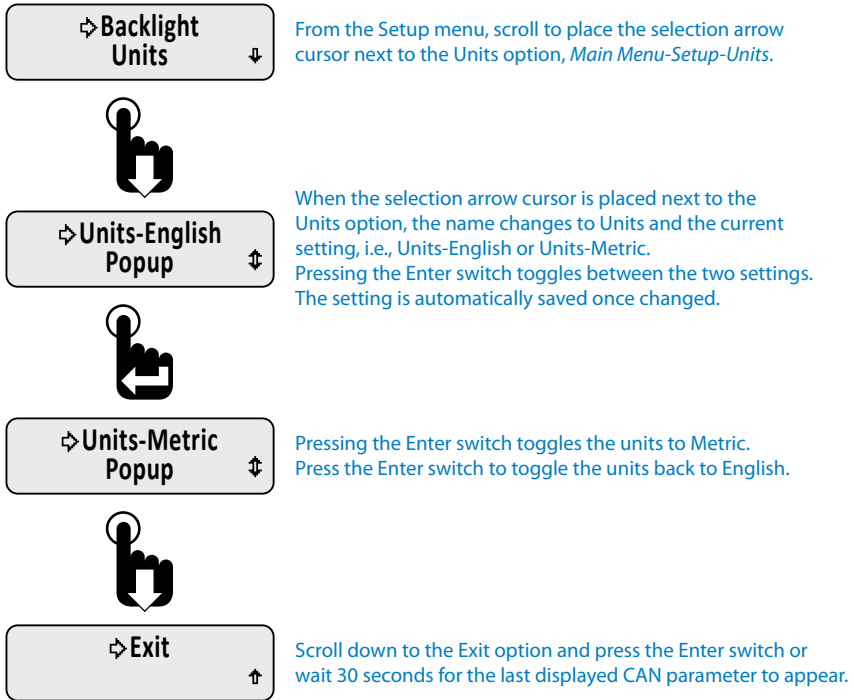 Backlight
Units
From the Setup menu, scroll to place the selection arrow
cursor next to the Units option, Main Menu-Setup-Units.
Units-English
Popup
When the selection arrow cursor is placed next to the
Units option, the name changes to Units and the current
setting, i.e., Units-English or Units-Metric.
Pressing the Enter switch toggles between the two settings.
The setting is automatically saved once changed.
Units-Metric
Popup
Pressing the Enter switch toggles the units to Metric.
Press the Enter switch to toggle the units back to English.
Exit
Scroll down to the Exit option and press the Enter switch or
wait 30 seconds for the last displayed CAN parameter to appear.